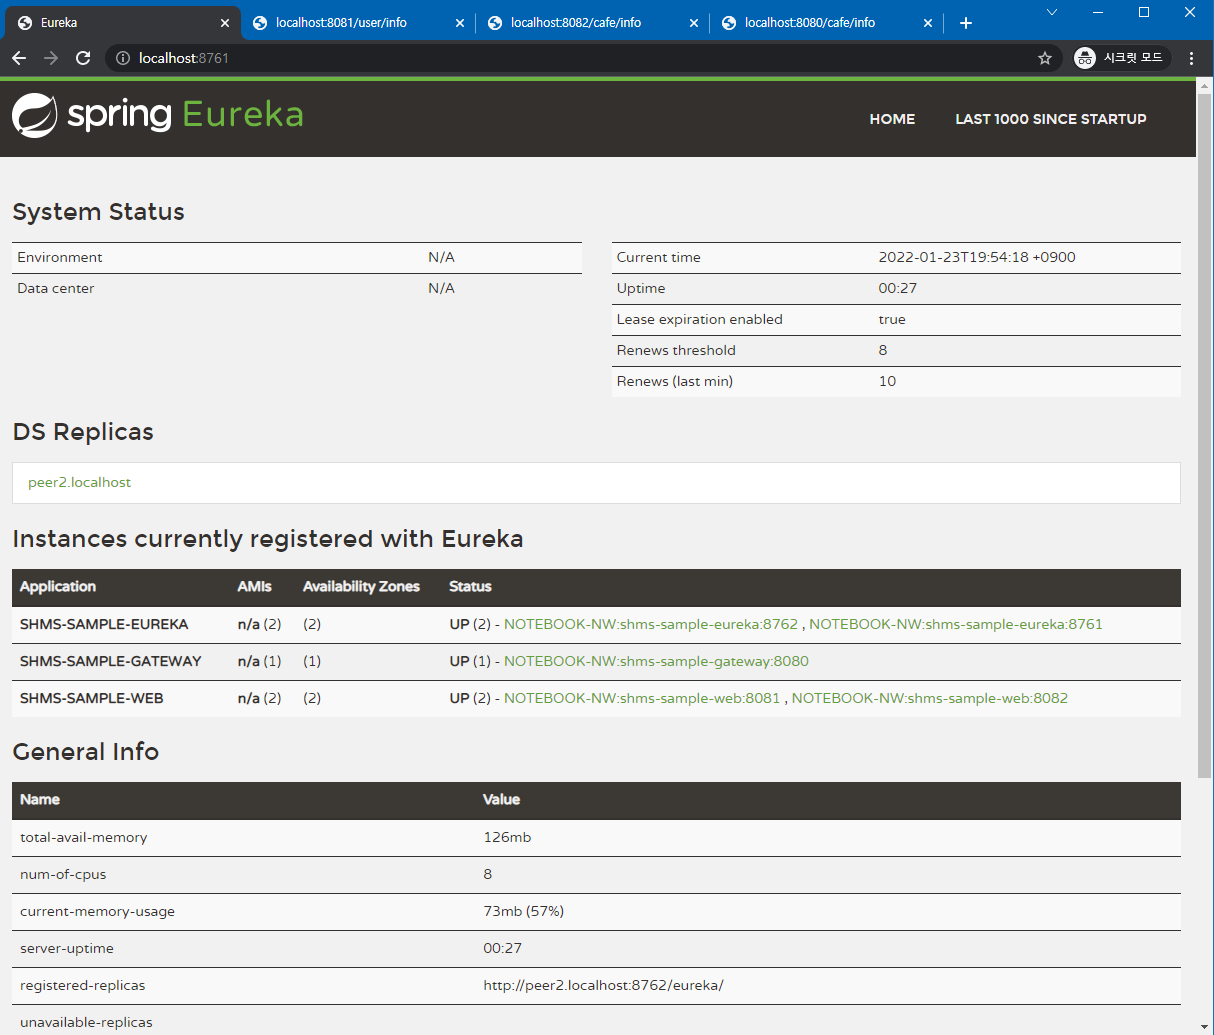 Eureka
localhost:8081/user/info
localhost:8082/cafe/info
localhost:8080/cafe/info
localhost:8761
시크릿 모드
spring Eureka
HOME
LAST 1000 SINCE STARTUP
System Status
Environment N/A
Data center N/A
Current time 2022-01-23T19:54:18 +0900
Uptime 00:27
Lease expiration enabled true
Renews threshold 8
Renews (last min) 10
DS Replicas
peer2.localhost
Instances currently registered with Eureka
Application AMIs Availability Zones Status
SHMS-SAMPLE-EUREKA n/a (2) (2) UP (2) - NOTEBOOK-NW:shms-sample-eureka:8762 , NOTEBOOK-NW:shms-sample-eureka:8761
SHMS-SAMPLE-GATEWAY n/a (1) (1) UP (1) - NOTEBOOK-NW:shms-sample-gateway:8080
SHMS-SAMPLE-WEB n/a (2) (2) UP (2) - NOTEBOOK-NW:shms-sample-web:8081 , NOTEBOOK-NW:shms-sample-web:8082
General Info
Name Value
total-avail-memory 126mb
num-of-cpus 8
current-memory-usage 73mb (57%)
server-uptime 00:27
registered-replicas http://peer2.localhost:8762/eureka/
unavailable-replicas